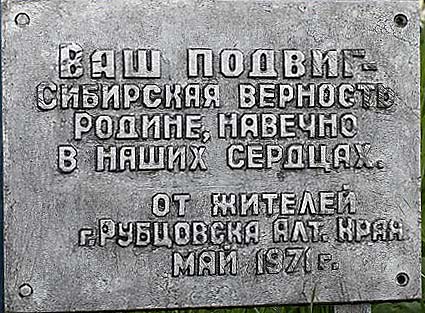 ВАШ ПОДВИГ-
СИБИРСКАЯ ВЕРНОСТЬ
РОДИНЕ, НАВЕЧНО
В НАШИХ СЕРДЦАХ.
ОТ ЖИТЕЛЕЙ
г. РУБЦОВСКА АЛТ. КРАЯ
МАЙ 1971 г.